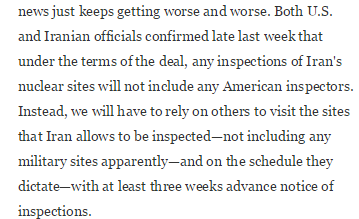 news just keeps getting worse and worse. Both U.S.
and Iranian officials confirmed late last week that
under the terms of the deal, any inspections of Iran's
nuclear sites will not include any American inspectors.
Instead, we will have to rely on others to visit the sites
that Iran allows to be inspected—not including any
military sites apparently—and on the schedule they
dictate—with at least three weeks advance notice of
inspections.